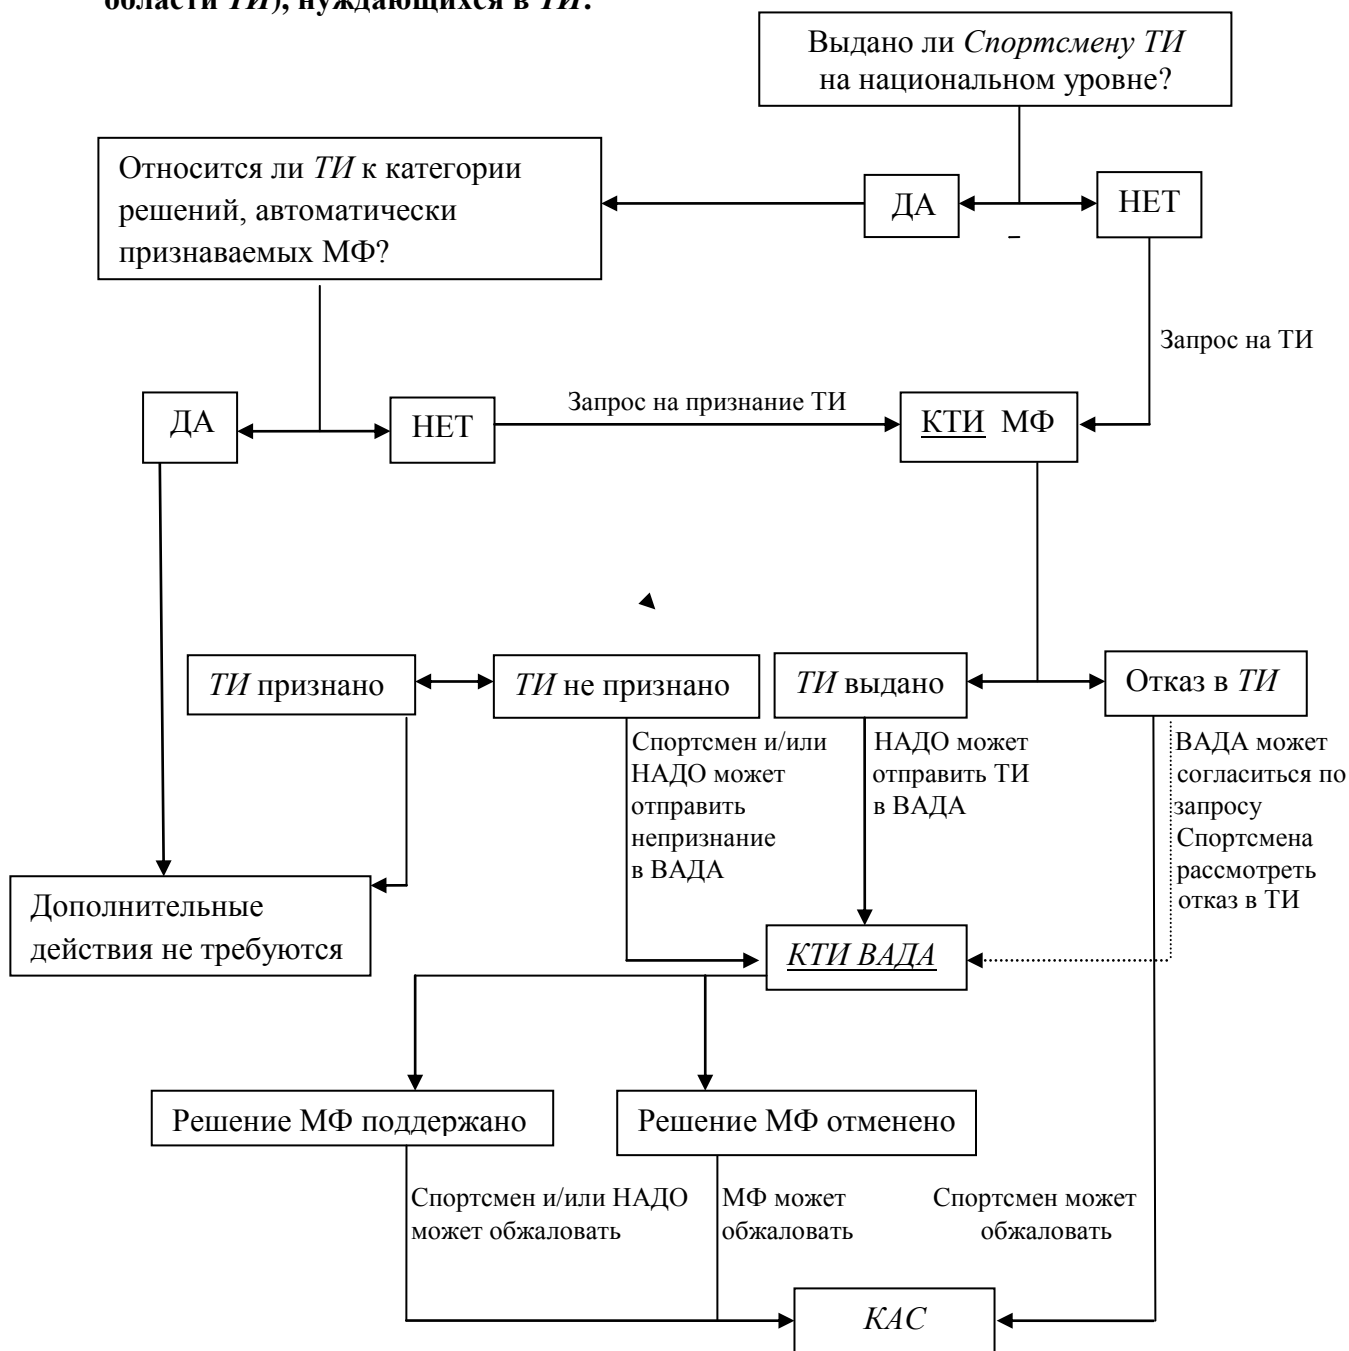 области ТИ), нуждающихся в ТИ.
Выдано ли Спортсмену ТИ
на национальном уровне?
Относится ли ТИ к категории
решений, автоматически
признаваемых МФ?
ДА
НЕТ
Запрос на ТИ
ДА
НЕТ
Запрос на признание ТИ
КТИ МФ
ТИ признано
ТИ не признано
ТИ выдано
Отказ в ТИ
Спортсмен и/или
НАДО может
отправить
непризнание
в ВАДА
НАДО может
отправить ТИ
в ВАДА
ВАДА может
согласиться по
запросу
Спортсмена
рассмотреть
отказ в ТИ
Дополнительные
действия не требуются
КТИ ВАДА
Решение МФ поддержано
Решение МФ отменено
Спортсмен и/или НАДО
может обжаловать
МФ может
обжаловать
Спортсмен может
обжаловать
КАС